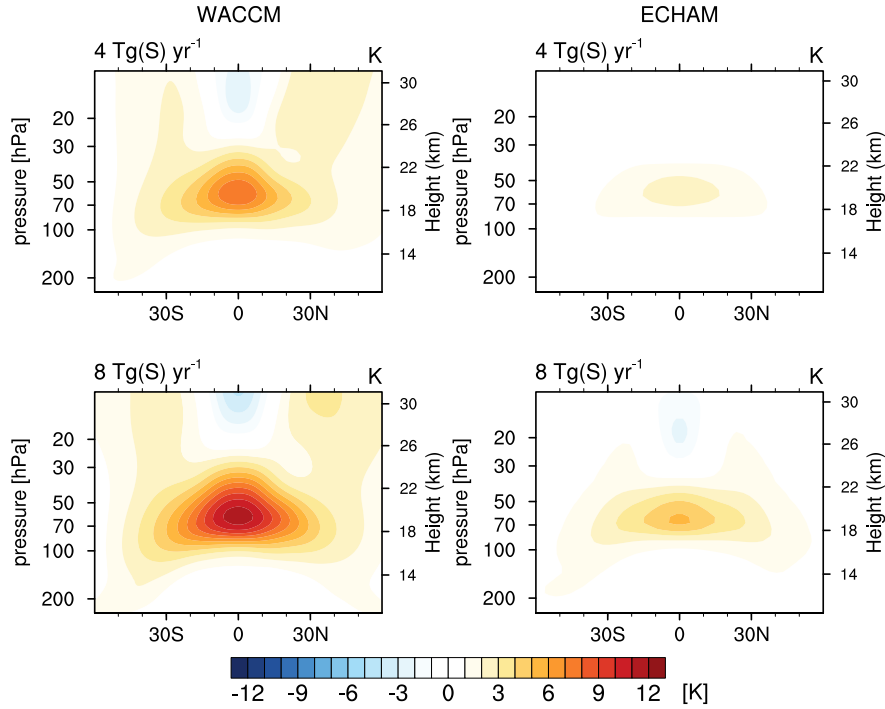 WACCM
ECHAM
4 Tg(S) yr-1 K
4 Tg(S) yr-1 K
pressure [hPa]
20
30
50
70
100
200
30S 0 30N
30
26
22
18
14
Height (km)
pressure [hPa]
20
30
50
70
100
200
30S 0 30N
30
26
22
18
14
Height (km)
8 Tg(S) yr-1 K
8 Tg(S) yr-1 K
pressure [hPa]
20
30
50
70
100
200
30S 0 30N
30
26
22
18
14
Height (km)
pressure [hPa]
20
30
50
70
100
200
30S 0 30N
30
26
22
18
14
Height (km)
-12 -9 -6 -3 0 3 6 9 12 [K]